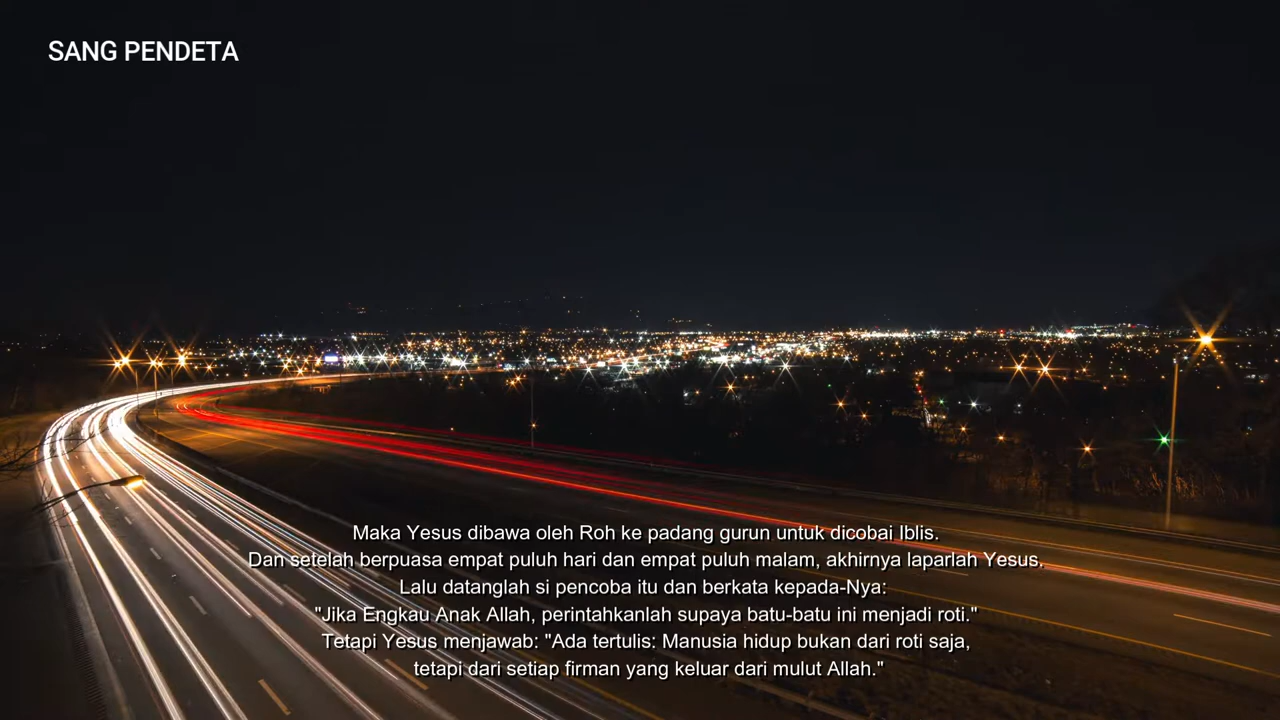 SANG PENDETA
Maka Yesus dibawa oleh Roh ke padang gurun untuk dicobai Iblis.
Dan setelah berpuasa empat puluh hari dan empat puluh malam, akhirnya laparlah Yesus.
Lalu datanglah si pencoba itu dan berkata kepada-Nya:
"Jika Engkau Anak Allah, perintahkanlah supaya batu-batu ini menjadi roti."
Tetapi Yesus menjawab: "Ada tertulis: Manusia hidup bukan dari roti saja,
tetapi dari setiap firman yang keluar dari mulut Allah."